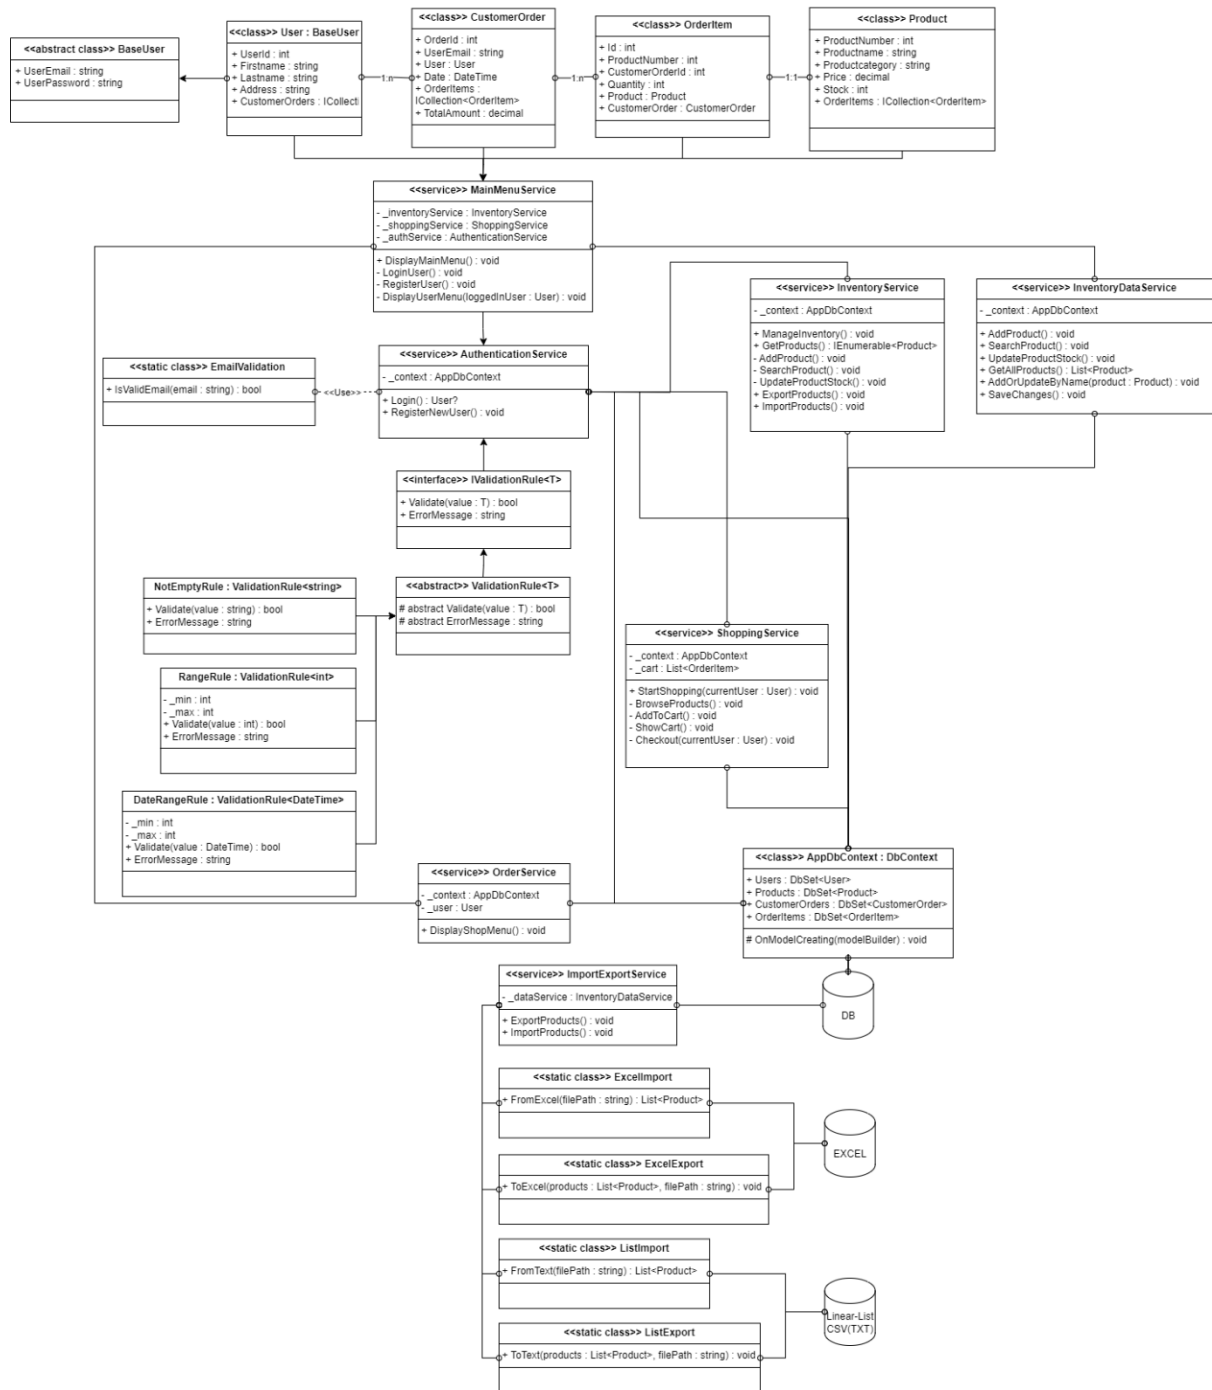 <<abstract class>> BaseUser
+ UserEmail : string
+ UserPassword : string
<<class>> User : BaseUser
+ UserId : int
+ Firstname : string
+ Lastname : string
+ Address : string
+ CustomerOrders : ICollecti
1:n
<<class>> CustomerOrder
+ OrderId : int
+ UserEmail : string
+ User : User
+ Date : DateTime
+ OrderItems :
ICollection<OrderItem>
+ TotalAmount : decimal
1:n
<<class>> OrderItem
+ Id : int
+ ProductNumber : int
+ CustomerOrderId : int
+ Quantity : int
+ Product : Product
+ CustomerOrder : CustomerOrder
1:1
<<class>> Product
+ ProductNumber : int
+ Productname : string
+ Productcategory : string
+ Price : decimal
+ Stock : int
+ OrderItems : ICollection<OrderItem>
<<service>> MainMenuService
- _inventoryService : InventoryService
- _shoppingService : ShoppingService
- _authService : AuthenticationService
+ DisplayMainMenu() : void
- LoginUser() : void
- RegisterUser() : void
- DisplayUserMenu(loggedInUser : User) : void
<<service>> InventoryService
- _context : AppDbContext
+ ManageInventory() : void
+ GetProducts() : IEnumerable<Product>
- AddProduct() : void
- SearchProduct() : void
- UpdateProductStock() : void
+ ExportProducts() : void
+ ImportProducts() : void
<<service>> InventoryDataService
- _context : AppDbContext
+ AddProduct() : void
+ SearchProduct() : void
+ UpdateProductStock() : void
+ GetAllProducts() : List<Product>
+ AddOrUpdateByName(product : Product) : void
+ SaveChanges() : void
<<static class>> EmailValidation
+ IsValidEmail(email : string) : bool
<<Use>>
<<service>> AuthenticationService
- _context : AppDbContext
+ Login() : User?
+ RegisterNewUser() : void
<<interface>> IValidationRule<T>
+ Validate(value : T) : bool
+ ErrorMessage : string
NotEmptyRule : ValidationRule<string>
+ Validate(value : string) : bool
+ ErrorMessage : string
<<abstract>> ValidationRule<T>
# abstract Validate(value : T) : bool
# abstract ErrorMessage : string
RangeRule : ValidationRule<int>
- _min : int
- _max : int
+ Validate(value : int) : bool
+ ErrorMessage : string
<<service>> ShoppingService
- _context : AppDbContext
- _cart : List<OrderItem>
+ StartShopping(currentUser : User) : void
- BrowseProducts() : void
- AddToCart() : void
- ShowCart() : void
- Checkout(currentUser : User) : void
DateRangeRule : ValidationRule<DateTime>
- _min : int
- _max : int
+ Validate(value : DateTime) : bool
+ ErrorMessage : string
<<service>> OrderService
- _context : AppDbContext
- _user : User
+ DisplayShopMenu() : void
<<class>> AppDbContext : DbContext
+ Users : DbSet<User>
+ Products : DbSet<Product>
+ CustomerOrders : DbSet<CustomerOrder>
+ OrderItems : DbSet<OrderItem>
# OnModelCreating(modelBuilder) : void
<<service>> ImportExportService
- _dataService : InventoryDataService
+ ExportProducts() : void
+ ImportProducts() : void
DB
<<static class>> ExcelImport
+ FromExcel(filePath : string) : List<Product>
EXCEL
<<static class>> ExcelExport
+ ToExcel(products : List<Product>, filePath : string) : void
<<static class>> ListImport
+ FromText(filePath : string) : List<Product>
Linear-List
CSV(TXT)
<<static class>> ListExport
+ ToText(products : List<Product>, filePath : string) : void